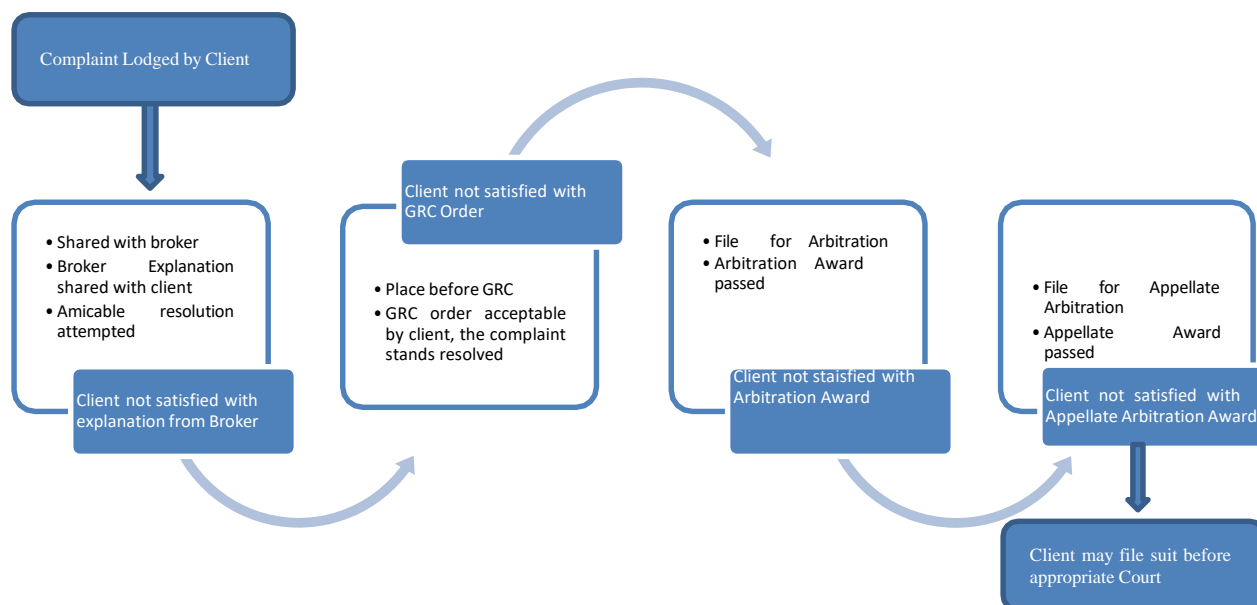 Complaint Lodged by Client
• Shared with broker
• Broker Explanation
shared with client
• Amicable resolution
attempted
Client not satisfied with
explanation from Broker
Client not satisfied with
GRC Order
• Place before GRC
• GRC order acceptable
by client, the complaint
stands resolved
• File for Arbitration
• Arbitration Award
passed
Client not staisfied with
Arbitration Award
• File for Appellate
Arbitration
• Appellate Award
passed
Client not satisfied with
Appellate Arbitration Award
Client may file suit before
appropriate Court